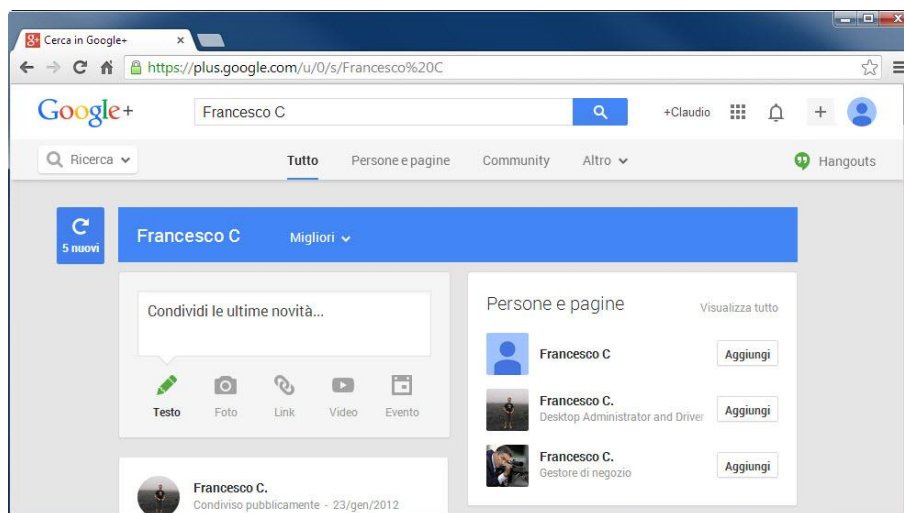 Cerca in Google+
https://plus.google.com/u/0/s/Francesco%20C
Google+ Francesco C +Claudio
Ricerca Tutto Persone e pagine Community Altro Hangouts
5 nuovi
Francesco C Migliori
Condividi le ultime novità...
Testo Foto Link Video Evento
Persone e pagine Visualizza tutto
Francesco C Aggiungi
Francesco C.
Desktop Administrator and Driver
Aggiungi
Francesco C.
Gestore di negozio
Aggiungi
Francesco C.
Condiviso pubblicamente - 23/gen/2012